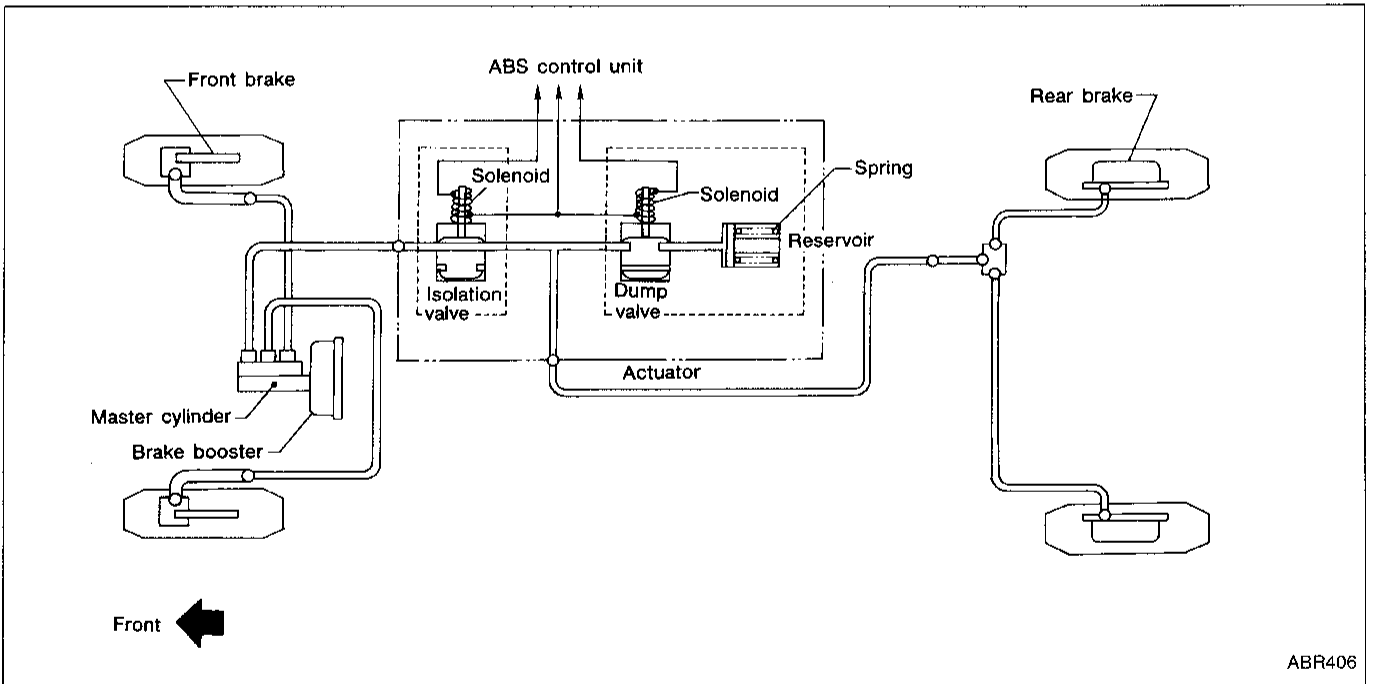 ABS control unit
Front brake
Rear brake
Solenoid
Spring
Solenoid
Reservoir
Isolation
valve
Dump
valve
Actuator
Master cylinder
Brake booster
Front
ABR406